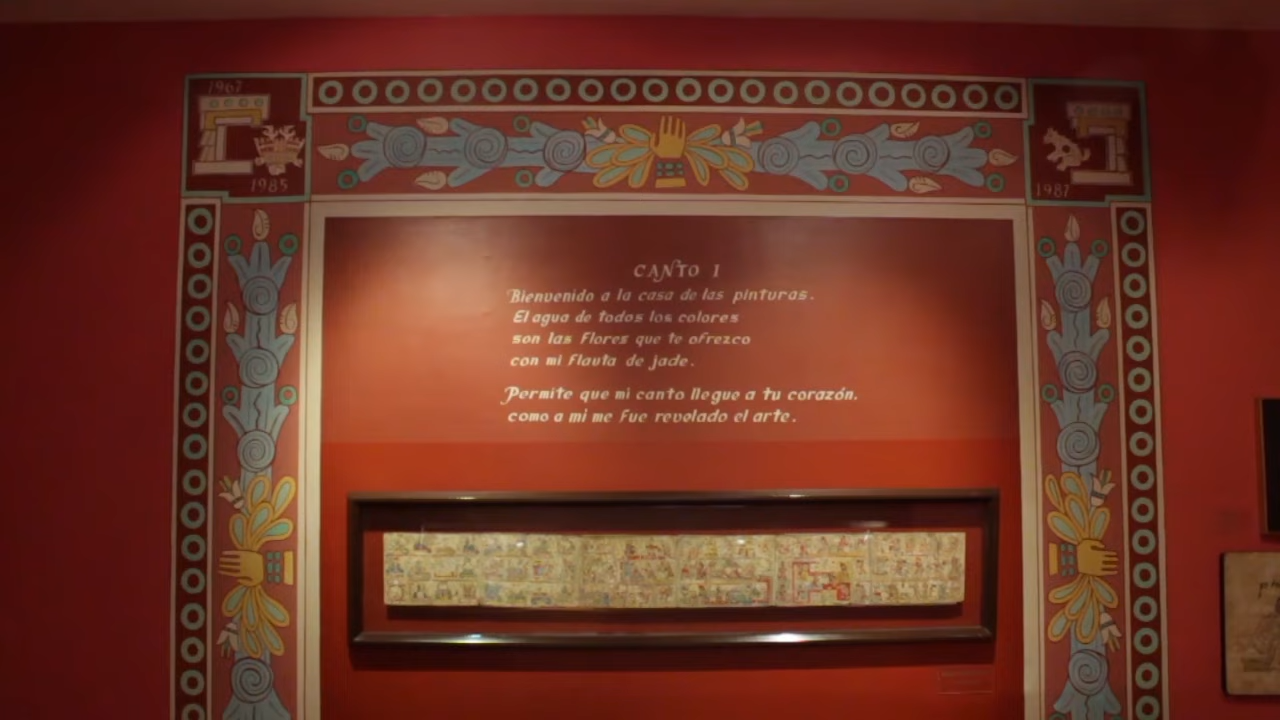 1967
1985
1987
CANTO I
Bienvenido a la casa de las pinturas.
El agua de todos los colores
son las flores que te ofrezco
con mi flauta de jade.
Permite que mi canto llegue a tu corazón.
como a mi me fue revelado el arte.